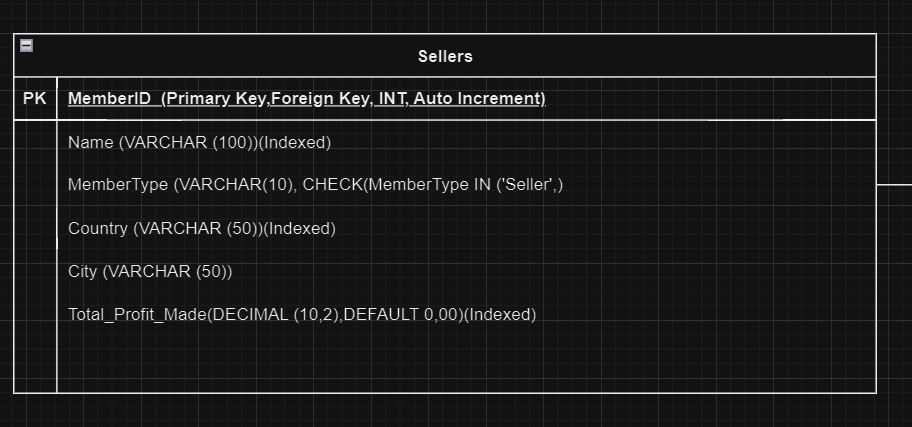 Sellers
PK MemberID (Primary Key,Foreign Key, INT, Auto Increment)
Name (VARCHAR (100))(Indexed)
MemberType (VARCHAR(10), CHECK(MemberType IN ('Seller',)
Country (VARCHAR (50))(Indexed)
City (VARCHAR (50))
Total_Profit_Made(DECIMAL (10,2),DEFAULT 0,00)(Indexed)